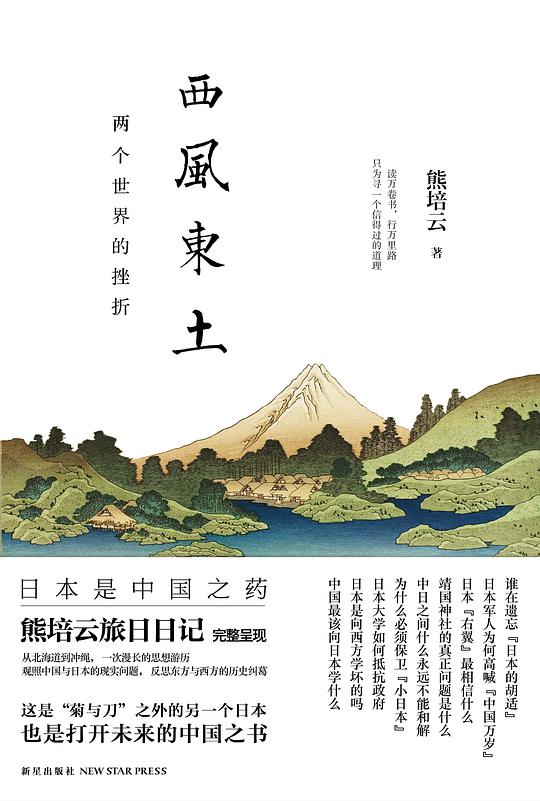 西風東土
两个世界的挫折
熊培云 著
读万卷书，行万里路
只为寻一个信得过的道理
日本是中国之药
熊培云旅日日记 完整呈现
从北海道到冲绳，一次漫长的思想游历
观照中国与日本的现实问题，反思东方与西方的历史纠葛
这是“菊与刀”之外的另一个日本
也是打开未来的中国之书
新星出版社 NEW STAR PRESS
谁在遗忘『日本的胡适』
日本军人为何高喊『中国万岁』
日本『右翼』最相信什么
靖国神社的真正问题是什么
中日之间什么永远不能和解
为什么必须保卫『小日本』
日本大学如何抵抗政府
日本是向西方学坏的吗
中国最该向日本学什么